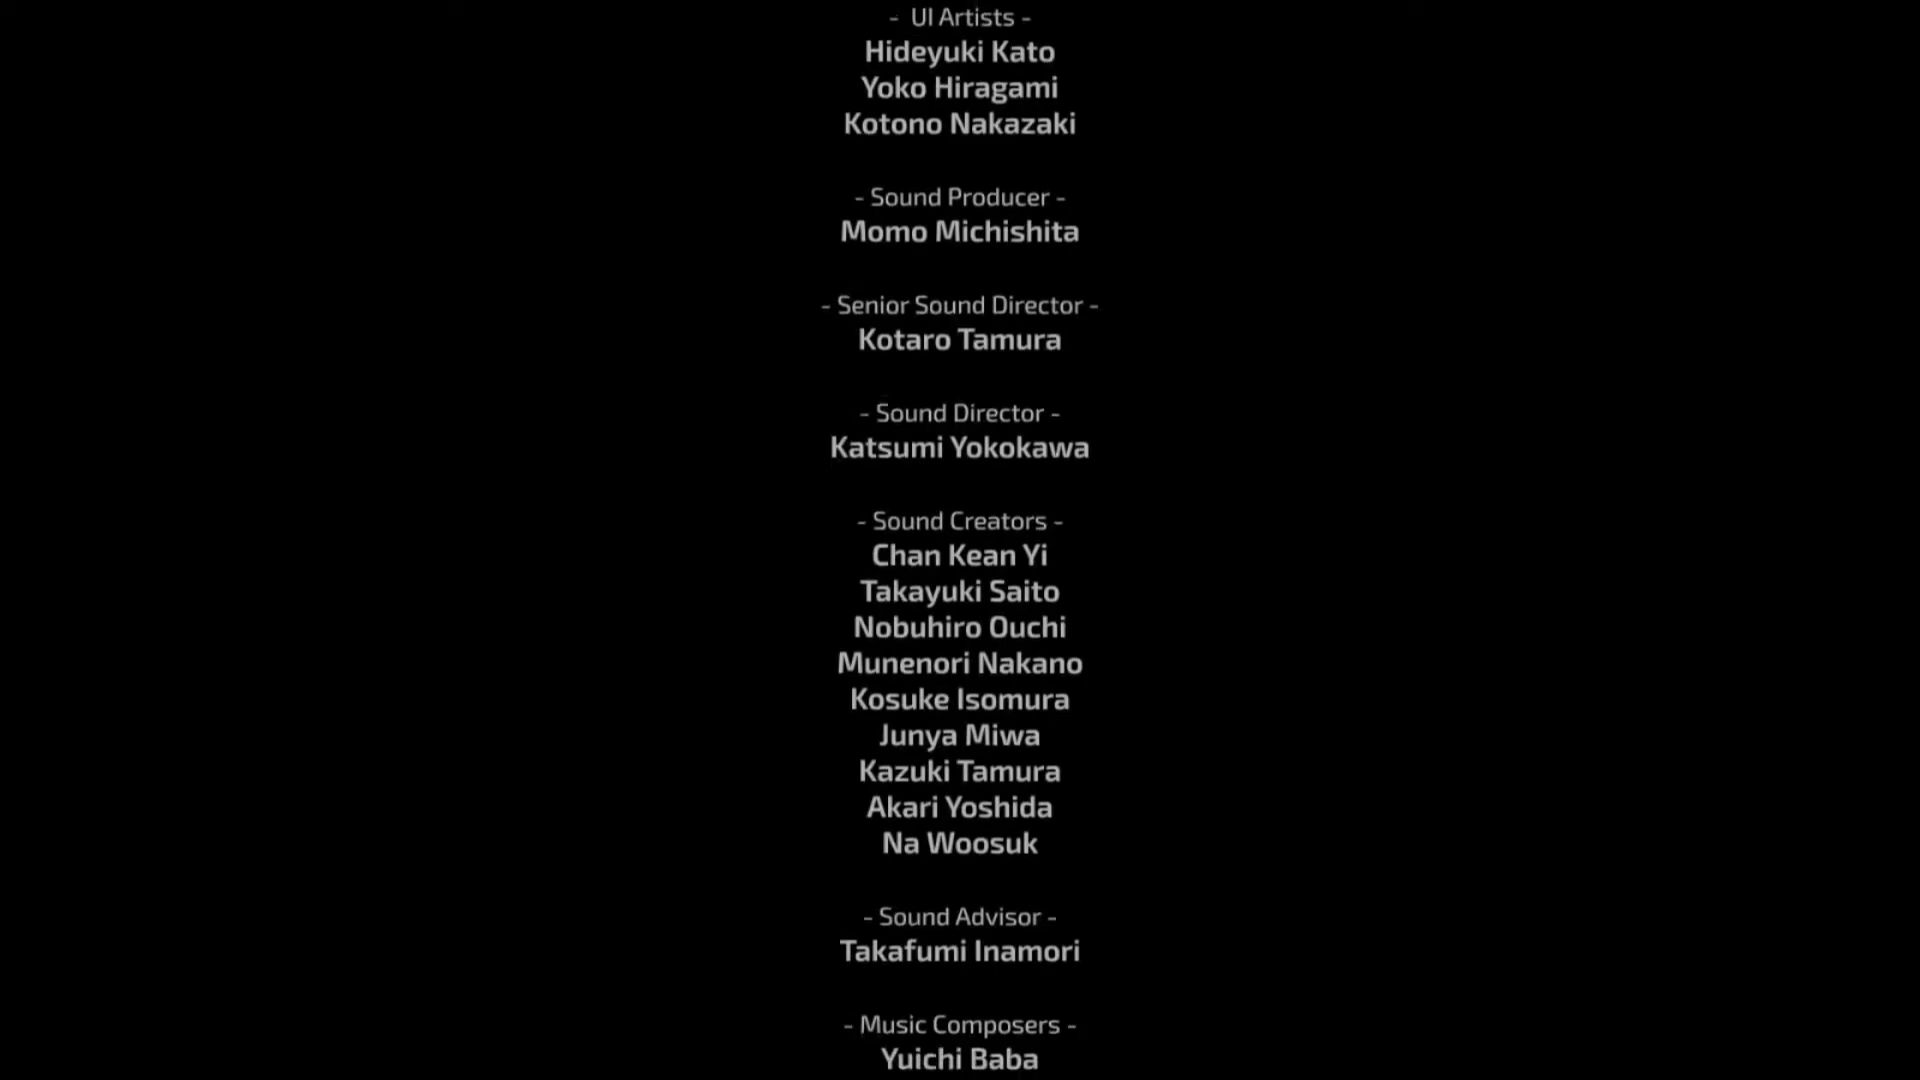 - UI Artists -
Hideyuki Kato
Yoko Hiragami
Kotono Nakazaki
- Sound Producer -
Momo Michishita
- Senior Sound Director -
Kotaro Tamura
- Sound Director -
Katsumi Yokokawa
- Sound Creators -
Chan Kean Yi
Takayuki Saito
Nobuhiro Ouchi
Munenori Nakano
Kosuke Isomura
Junya Miwa
Kazuki Tamura
Akari Yoshida
Na Woosuk
- Sound Advisor -
Takafumi Inamori
- Music Composers -
Yuichi Baba